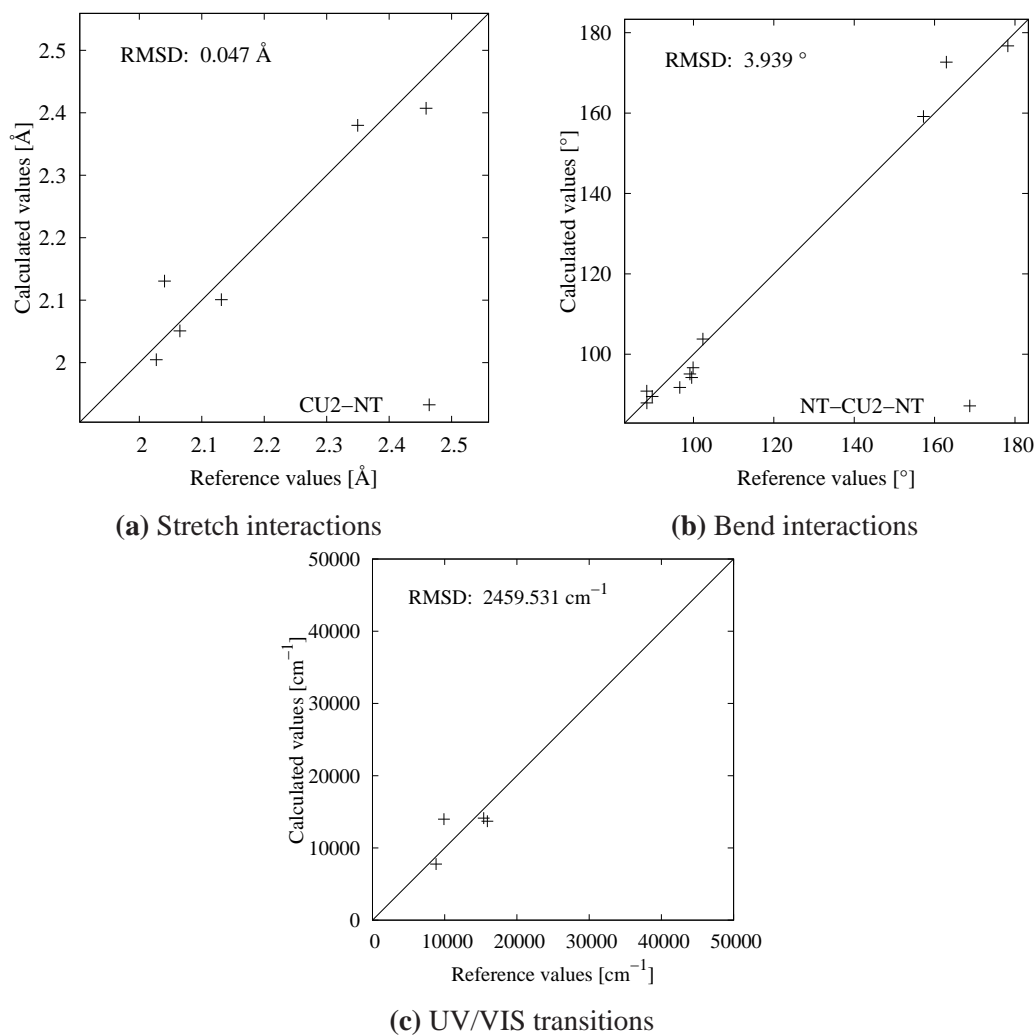 RMSD: 0.047 Å
Calculated values [Å]
2.5
2.4
2.3
2.2
2.1
2
CU2−NT
2 2.1 2.2 2.3 2.4 2.5
Reference values [Å]
(a) Stretch interactions
RMSD: 3.939 °
Calculated values [°]
180
160
140
120
100
NT−CU2−NT
100 120 140 160 180
Reference values [°]
(b) Bend interactions
RMSD: 2459.531 cm⁻¹
Calculated values [cm⁻¹]
50000
40000
30000
20000
10000
0
0 10000 20000 30000 40000 50000
Reference values [cm⁻¹]
(c) UV/VIS transitions